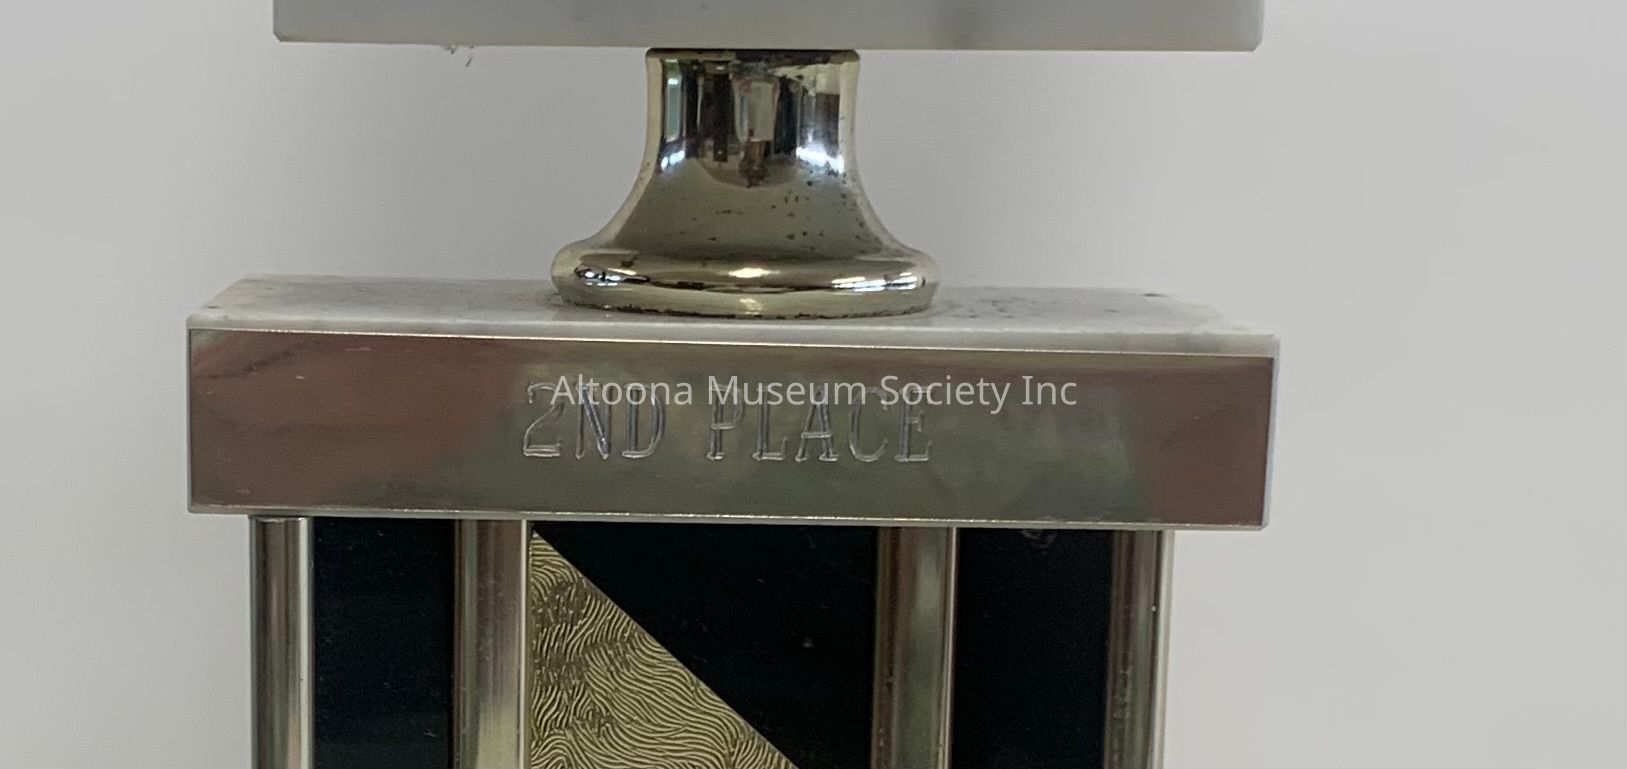 Altoona Museum Society Inc
2ND PLACE